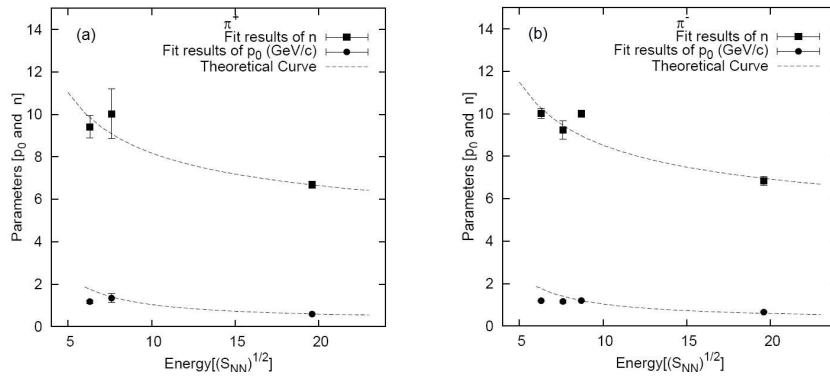 π+
(a)
Fit results of n
Fit results of p0 (GeV/c)
Theoretical Curve
Parameters [p0 and n]
14
12
10
8
6
4
2
0
5
10
15
20
Energy[(SNN)1/2]
π-
(b)
Fit results of n
Fit results of p0 (GeV/c)
Theoretical Curve
Parameters [p0 and n]
14
12
10
8
6
4
2
0
5
10
15
20
Energy[(SNN)1/2]